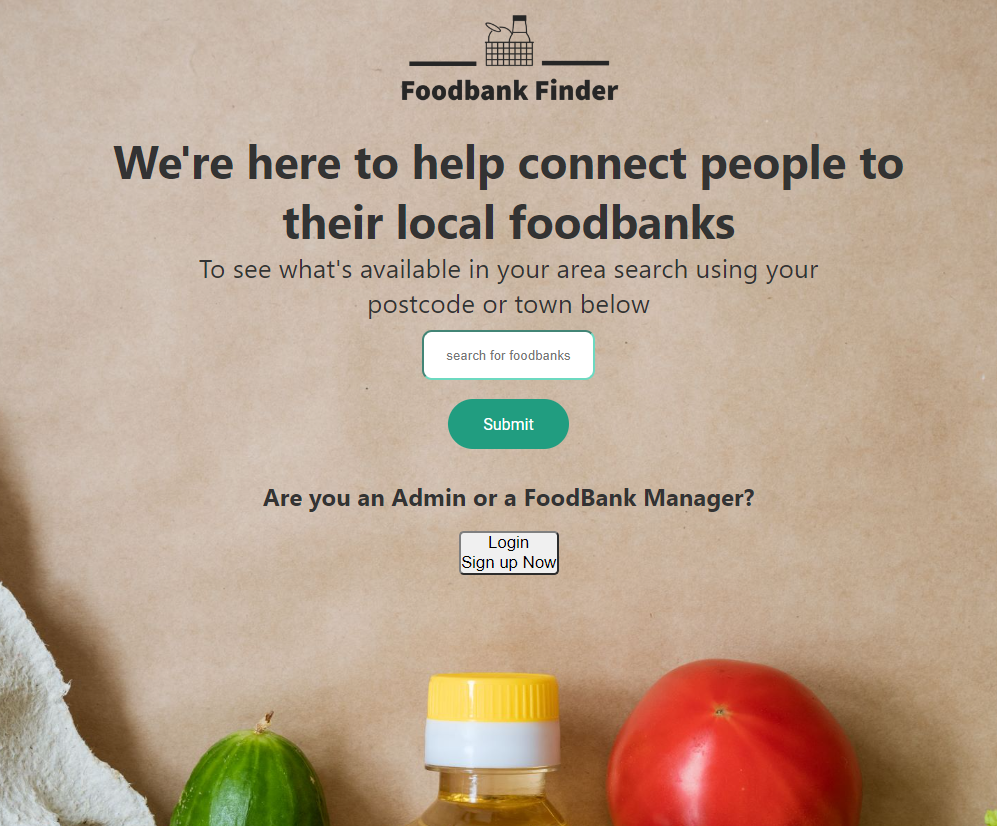 Foodbank Finder
We're here to help connect people to
their local foodbanks
To see what's available in your area search using your
postcode or town below
search for foodbanks
Submit
Are you an Admin or a FoodBank Manager?
Login
Sign up Now